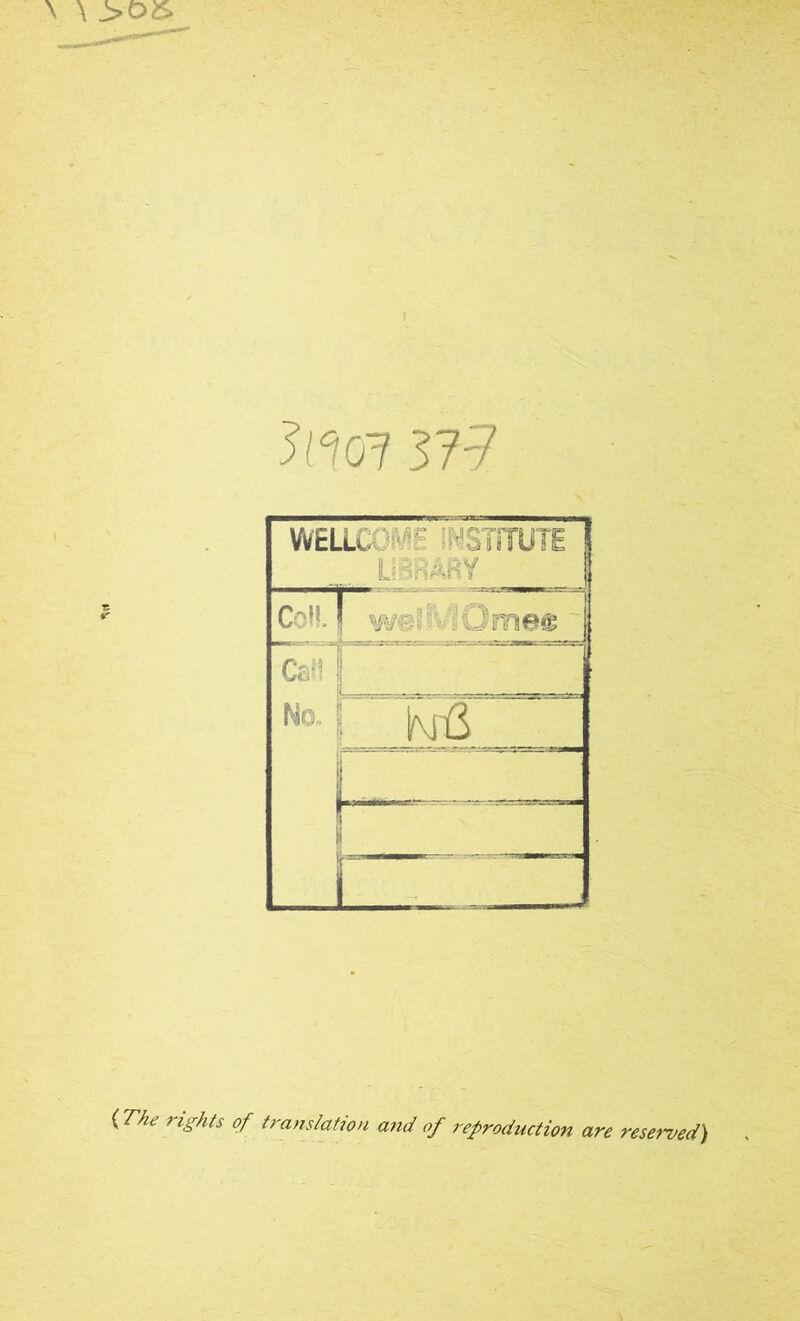 31907 377
WELLCOME INSTITUTE
LIBRARY
Coll. welMOmec
Call
No.
(The rights of translation and of reproduction are reserved)